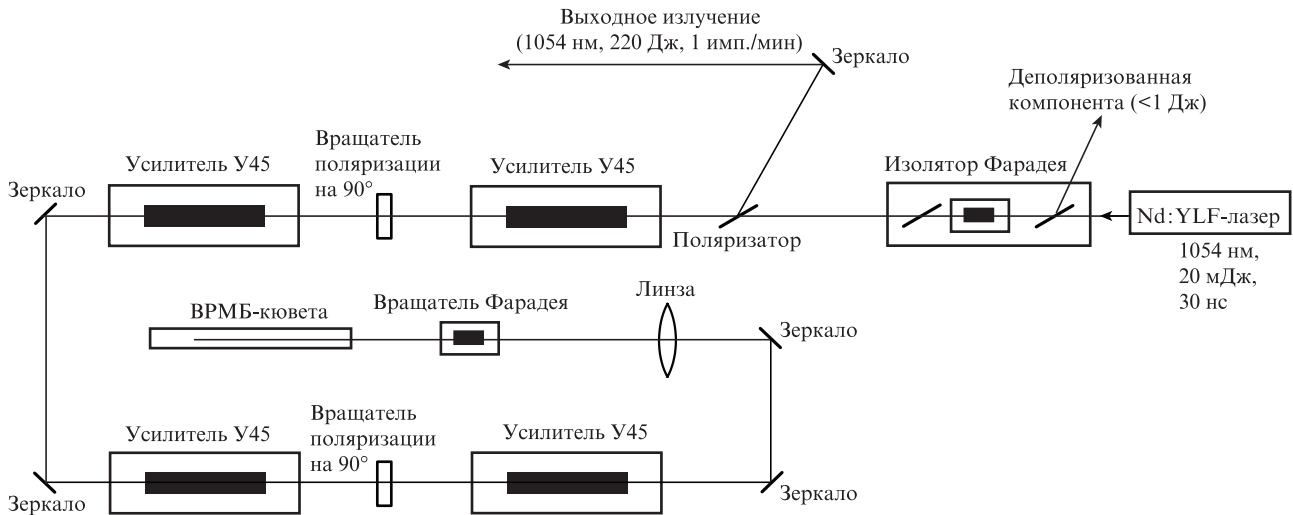 Выходное излучение
(1054 нм, 220 Дж, 1 имп./мин)
Зеркало
Деполяризованная
компонента (<1 Дж)
Зеркало
Усилитель У45
Вращатель
поляризации
на 90°
Усилитель У45
Поляризатор
Изолятор Фарадея
Nd:YLF-лазер
1054 нм,
20 мДж,
30 нс
ВРМБ-кювета
Вращатель Фарадея
Линза
Зеркало
Зеркало
Усилитель У45
Вращатель
поляризации
на 90°
Усилитель У45
Зеркало